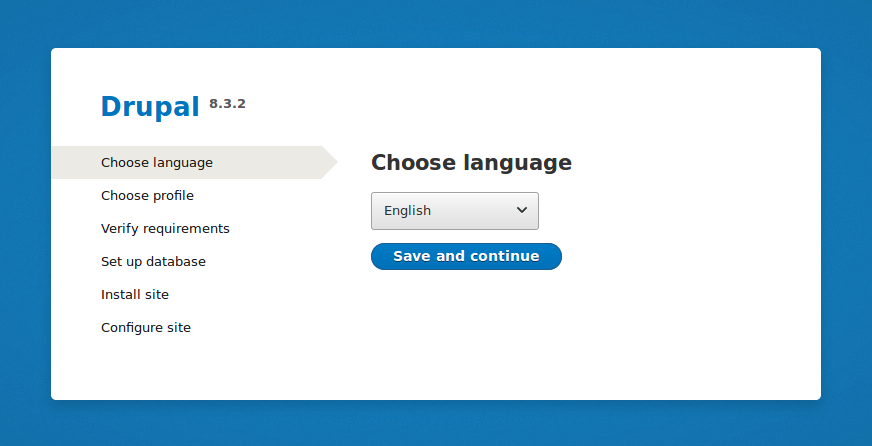 Drupal 8.3.2
Choose language
Choose profile
Verify requirements
Set up database
Install site
Configure site
Choose language
English
Save and continue